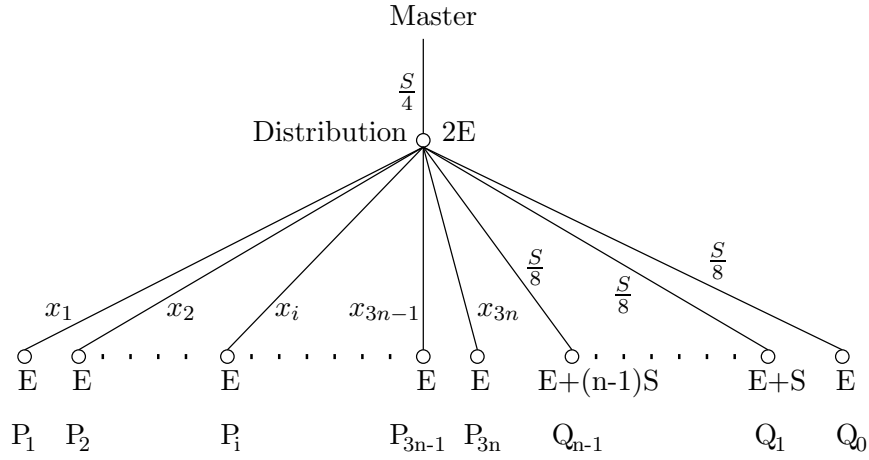 Master
S/4
Distribution 2E
S/8
S/8
S/8
x₁ x₂ xᵢ x₃ₙ₋₁ x₃ₙ
E E E E E E+(n-1)S E+S E
P₁ P₂ Pᵢ P₃ₙ₋₁ P₃ₙ Qₙ₋₁ Q₁ Q₀